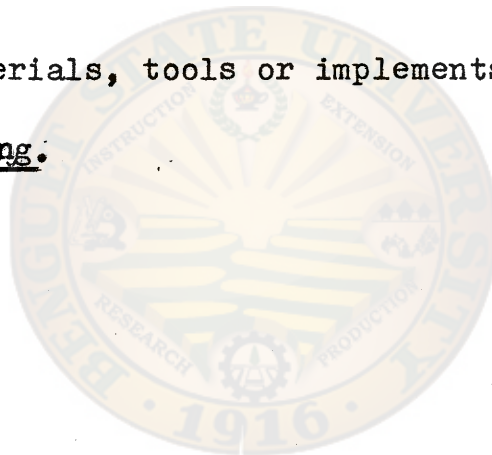 erials, tools or implements
ng.
BENGUET STATE UNIVERSITY
INSTRUCTION
EXTENSION
RESEARCH
PRODUCTION
· 1916 ·